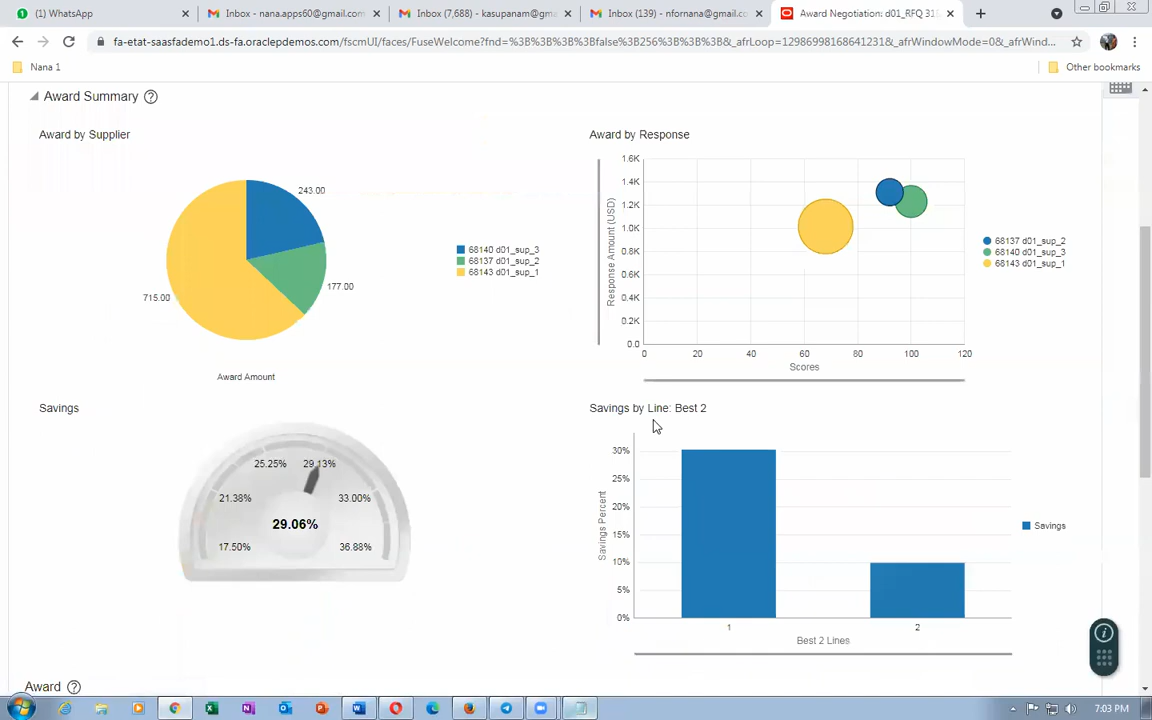 (1) WhatsApp
Inbox - nana.apps60@gmail.com
Inbox (7,688) - kasupanam@gma
Inbox (139) - nfornana@gmail.co
Award Negotiation: d01_RFQ 315
fa-etat-saasfademo1.ds-fa.oraclepdemos.com/fscmUI/faces/FuseWelcome?fnd=%3B%3B%3B%3Bfalse%3B256%3B%3B%3B&_afrLoop=12986998168641231&_afrWindowMode=0&_afrWind...
Nana 1
Other bookmarks
Award Summary
Award by Supplier
243.00
177.00
715.00
68140 d01_sup_3
68137 d01_sup_2
68143 d01_sup_1
Award Amount
Award by Response
Response Amount (USD)
1.6K
1.4K
1.2K
1.0K
0.8K
0.6K
0.4K
0.2K
0.0
0 20 40 60 80 100 120
Scores
68137 d01_sup_2
68140 d01_sup_3
68143 d01_sup_1
Savings
25.25% 29.13%
21.38% 33.00%
29.06%
17.50% 36.88%
Savings by Line: Best 2
Savings Percent
30%
25%
20%
15%
10%
5%
0%
1 2
Best 2 Lines
Savings
Award
7:03 PM